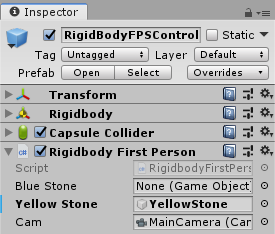 Inspector
RigidBodyFPSControl Static
Tag Untagged Layer Default
Prefab Open Select Overrides
Transform
Rigidbody
Capsule Collider
Rigidbody First Person
Script RigidbodyFirstPers
Blue Stone None (Game Object)
Yellow Stone YellowStone
Cam MainCamera (Cam